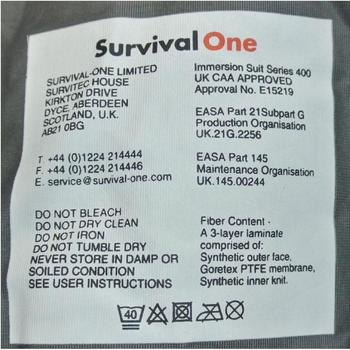 Survival One
SURVIVAL-ONE LIMITED
SURVITEC HOUSE
KIRKTON DRIVE
DYCE, ABERDEEN
SCOTLAND, U.K.
AB21 0BG
T. +44 (0)1224 214444
F. +44 (0)1224 214446
E. service@survival-one.com
DO NOT BLEACH
DO NOT DRY CLEAN
DO NOT IRON
DO NOT TUMBLE DRY
NEVER STORE IN DAMP OR
SOILED CONDITION
SEE USER INSTRUCTIONS
Immersion Suit Series 400
UK CAA APPROVED
Approval No. E15219
EASA Part 21Subpart G
Production Organisation
UK.21G.2256
EASA Part 145
Maintenance Organisation
UK.145.00244
Fiber Content -
A 3-layer laminate
comprised of:
Synthetic outer face,
Goretex PTFE membrane,
Synthetic inner knit.
40